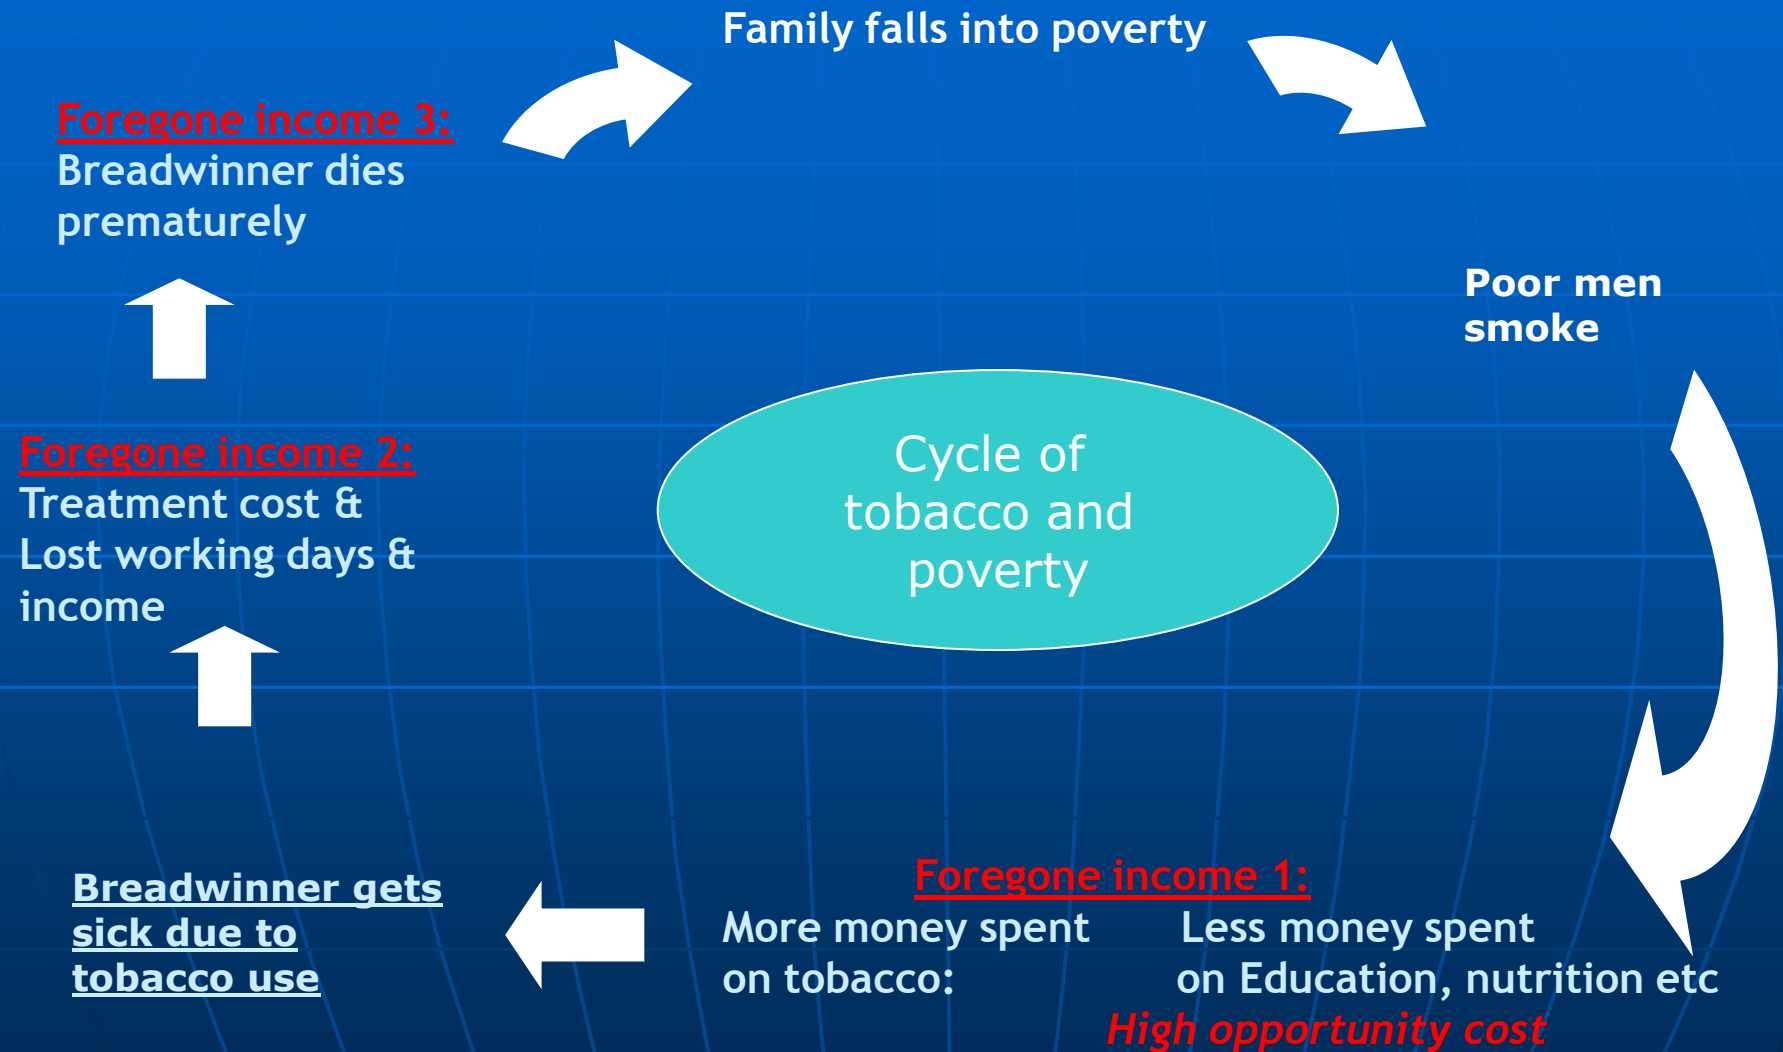 Family falls into poverty
Foregone income 3:
Breadwinner dies
prematurely
Poor men
smoke
Cycle of
tobacco and
poverty
Foregone income 2:
Treatment cost &
Lost working days &
income
Breadwinner gets
sick due to
tobacco use
Foregone income 1:
More money spent Less money spent
on tobacco: on Education, nutrition etc
High opportunity cost